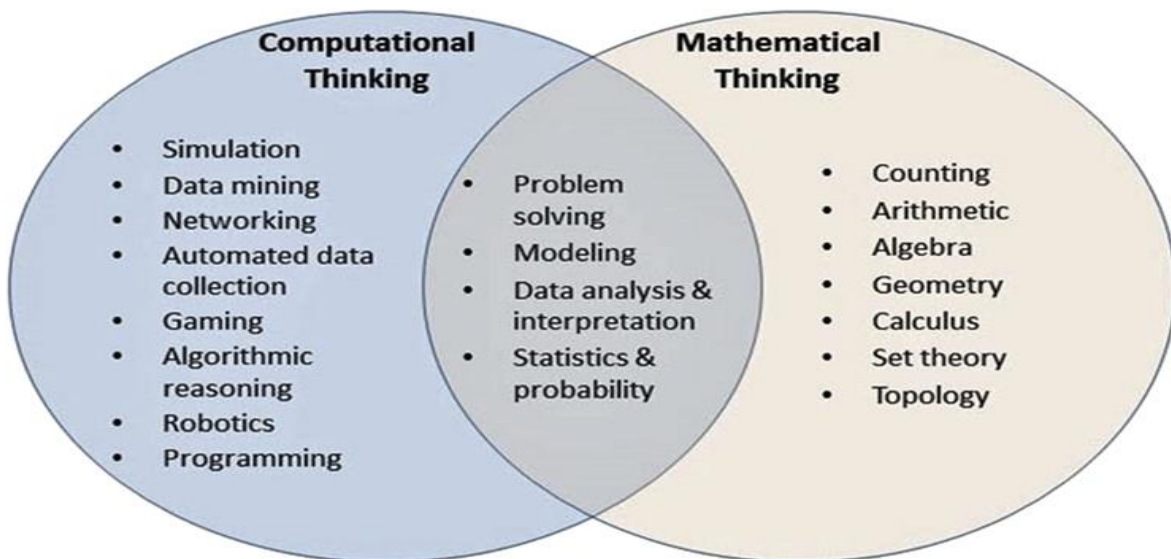 Computational
Thinking
• Simulation
• Data mining
• Networking
• Automated data
collection
• Gaming
• Algorithmic
reasoning
• Robotics
• Programming
• Problem
solving
• Modeling
• Data analysis &
interpretation
• Statistics &
probability
Mathematical
Thinking
• Counting
• Arithmetic
• Algebra
• Geometry
• Calculus
• Set theory
• Topology